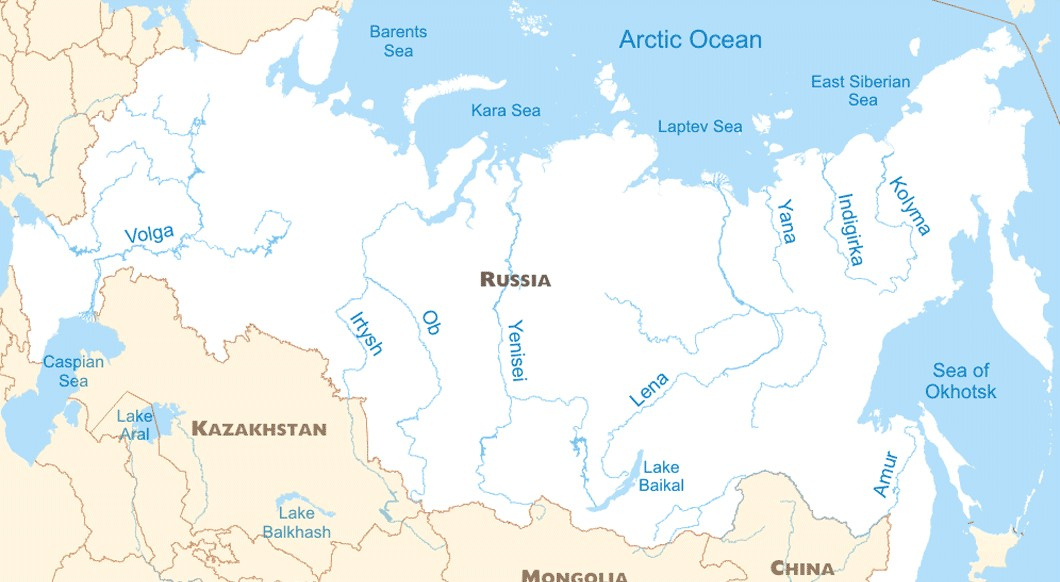 Barents
Sea
Arctic Ocean
Kara Sea
East Siberian
Sea
Laptev Sea
Volga
Yana
Indigirka
Kolyma
RUSSIA
Irtysh
Ob
Yenisei
Lena
Caspian
Sea
Sea of
Okhotsk
Lake
Aral
KAZAKHSTAN
Lake
Baikal
Amur
Lake
Balkhash
MONGOLIA
CHINA